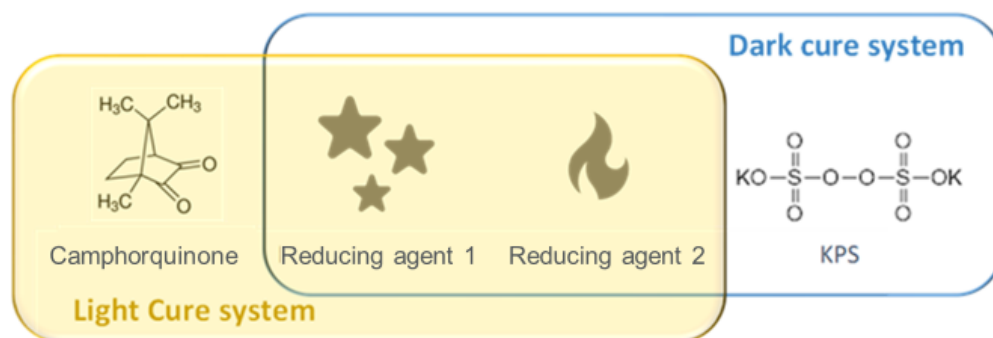 Dark cure system
H₃C
CH₃
O
H₃C
O
O
O
KO-S-O-O-S-OK
O
O
Camphorquinone
Reducing agent 1
Reducing agent 2
KPS
Light Cure system